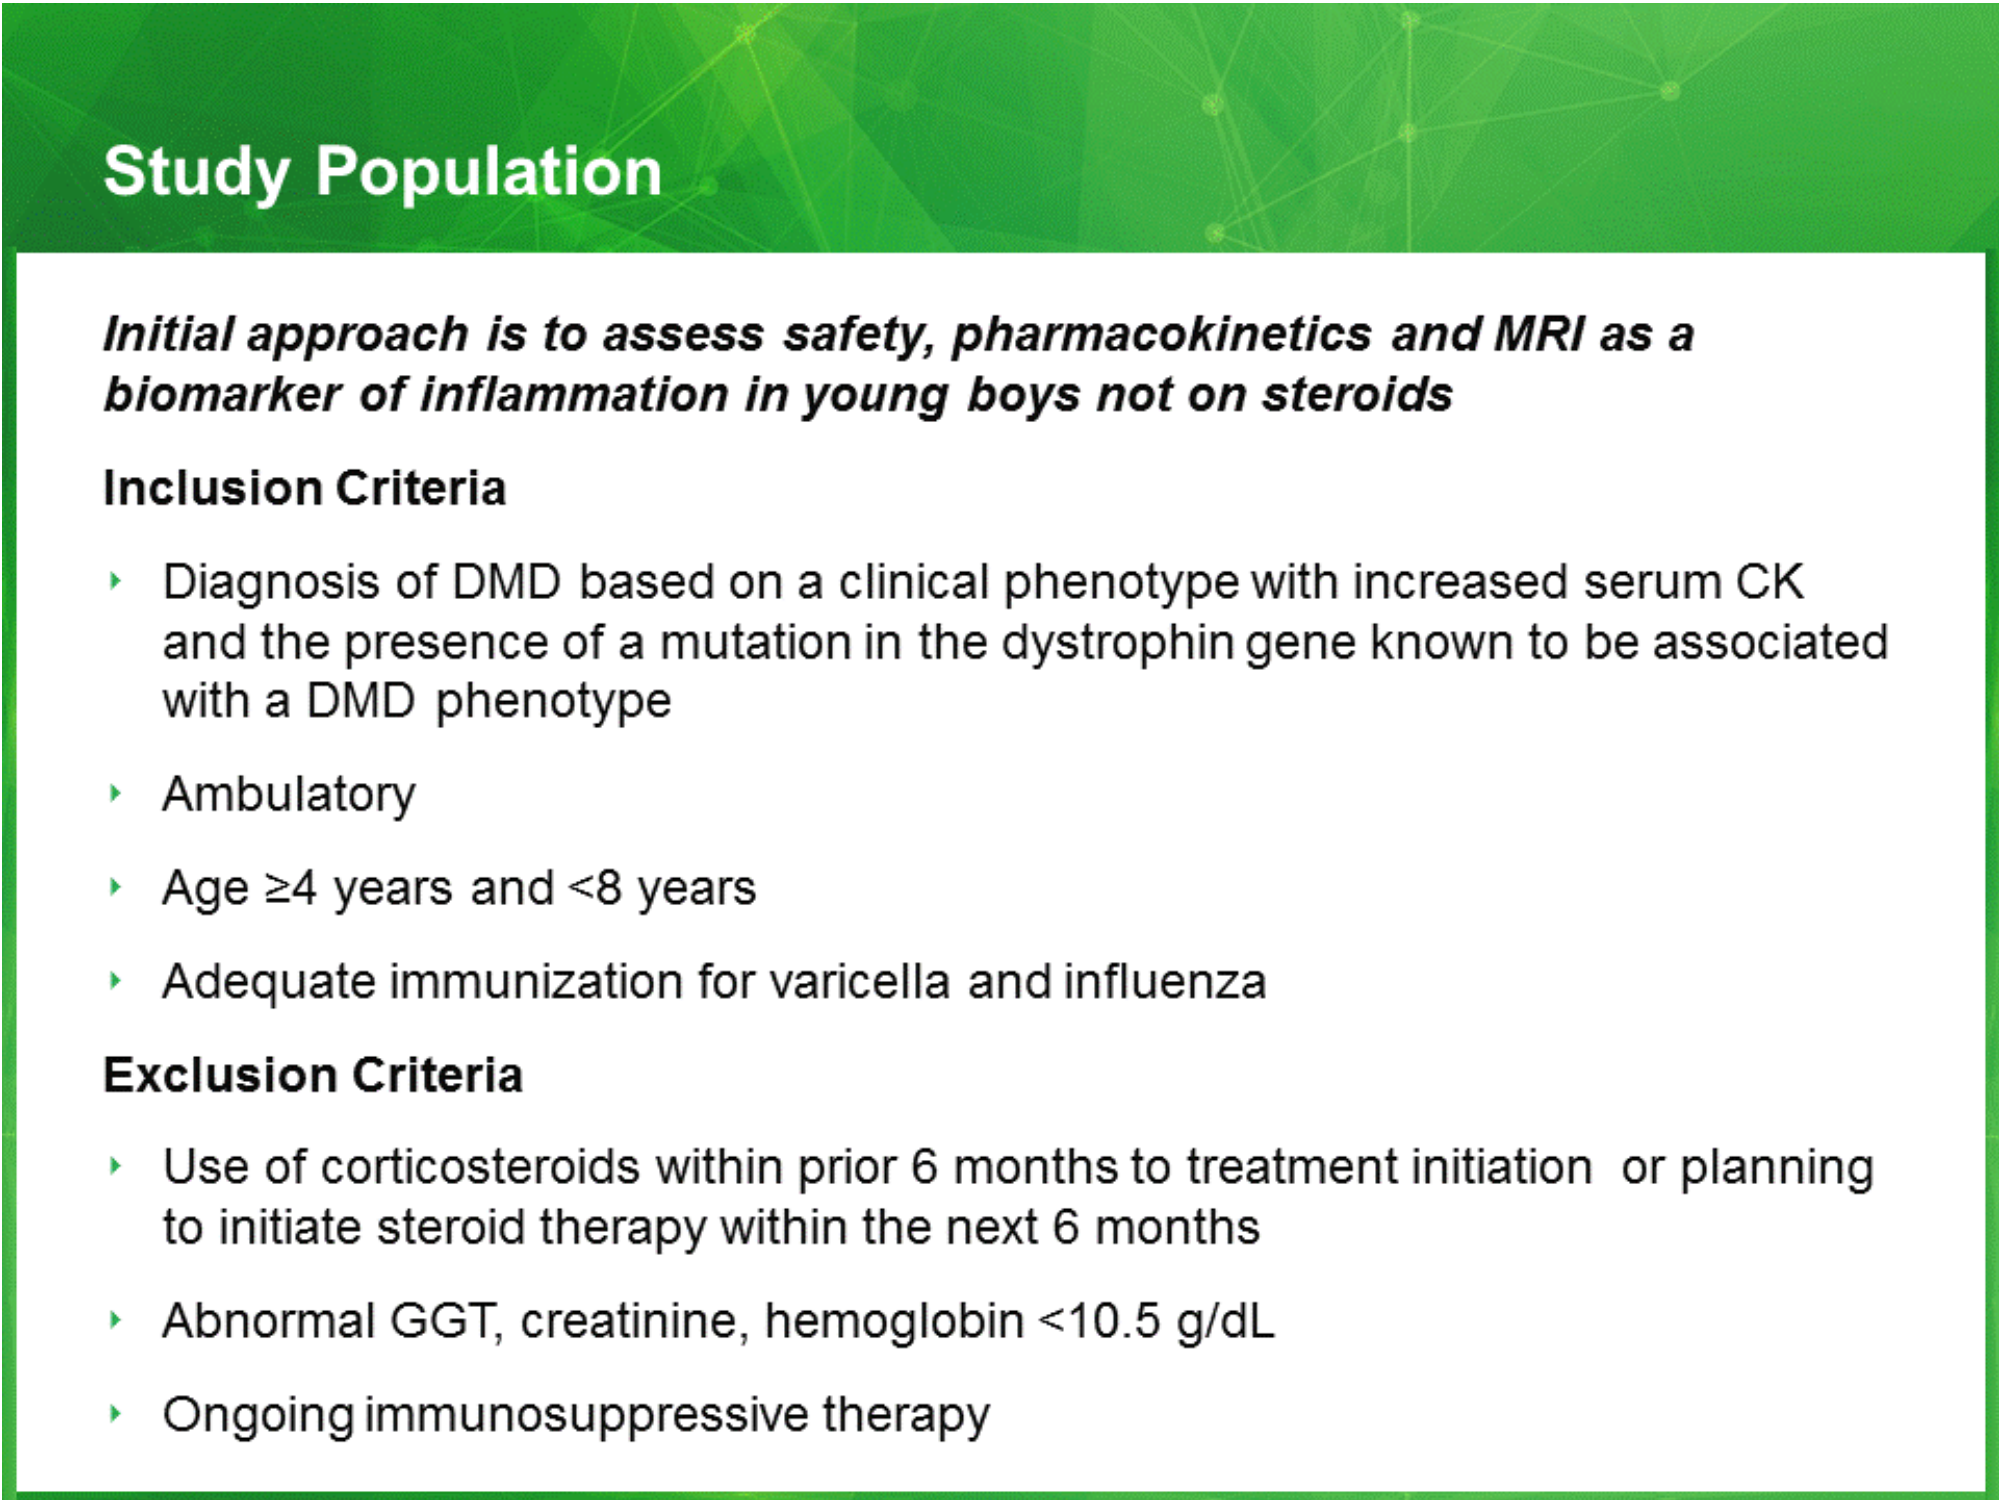 Study Population
Initial approach is to assess safety, pharmacokinetics and MRI as a
biomarker of inflammation in young boys not on steroids
Inclusion Criteria
Diagnosis of DMD based on a clinical phenotype with increased serum CK
and the presence of a mutation in the dystrophin gene known to be associated
with a DMD phenotype
Ambulatory
Age ≥4 years and <8 years
Adequate immunization for varicella and influenza
Exclusion Criteria
Use of corticosteroids within prior 6 months to treatment initiation or planning
to initiate steroid therapy within the next 6 months
Abnormal GGT, creatinine, hemoglobin <10.5 g/dL
Ongoing immunosuppressive therapy